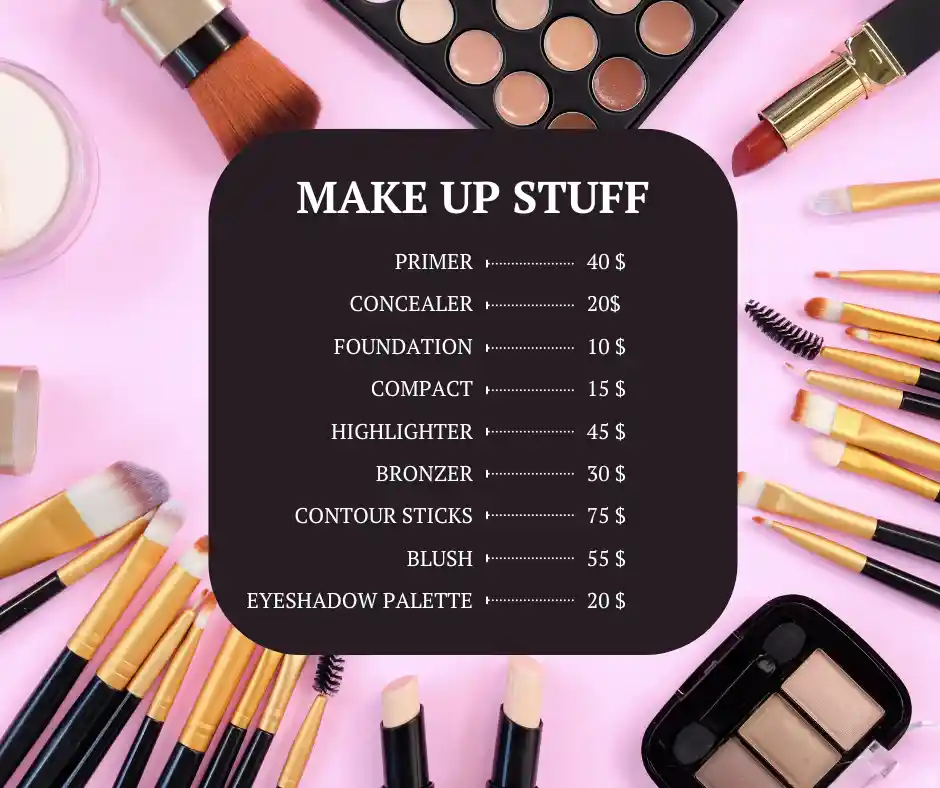 MAKE UP STUFF
PRIMER 40 $
CONCEALER 20$
FOUNDATION 10 $
COMPACT 15 $
HIGHLIGHTER 45 $
BRONZER 30 $
CONTOUR STICKS 75 $
BLUSH 55 $
EYESHADOW PALETTE 20 $